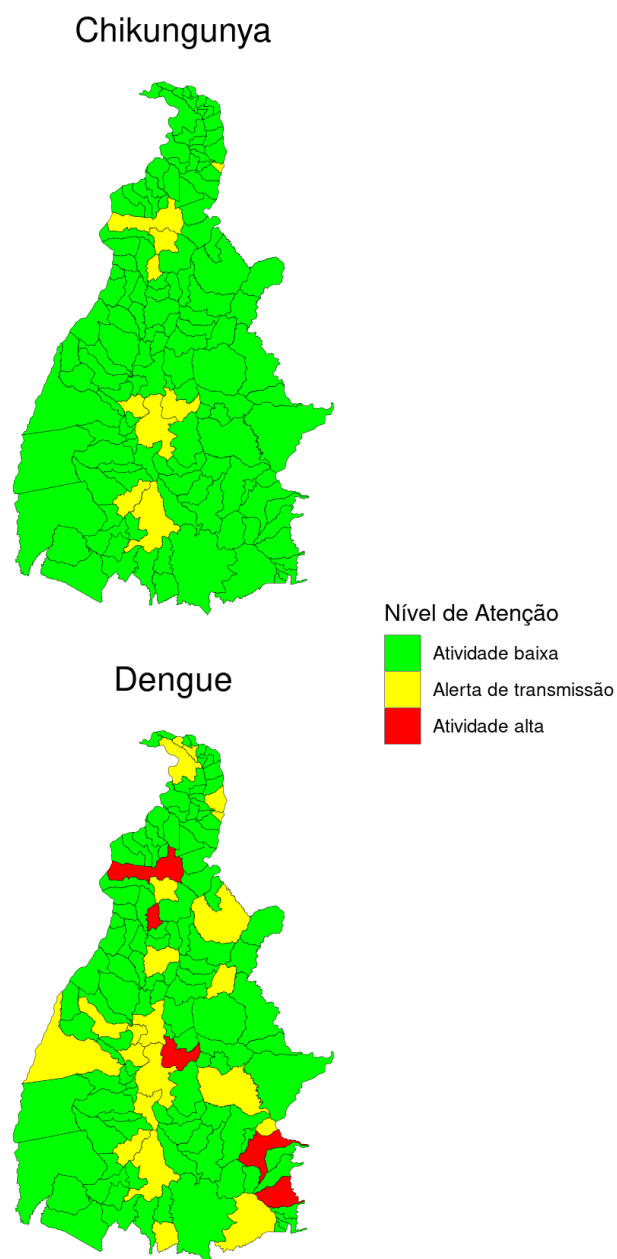 Chikungunya
Nível de Atenção
Atividade baixa
Alerta de transmissão
Atividade alta
Dengue